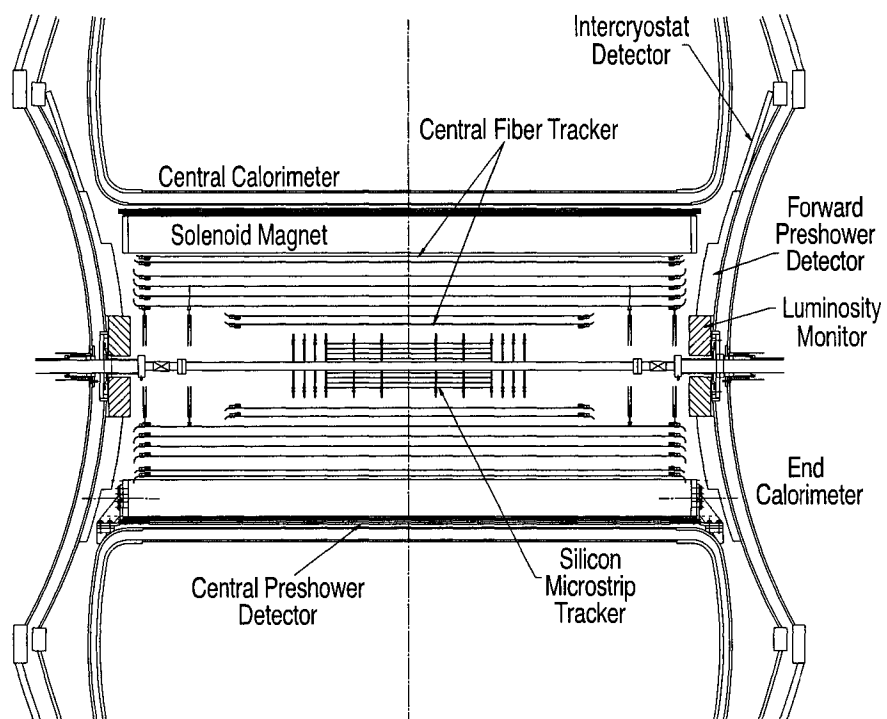 Intercryostat
Detector
Central Fiber Tracker
Central Calorimeter
Solenoid Magnet
Forward
Preshower
Detector
Luminosity
Monitor
End
Calorimeter
Central Preshower
Detector
Silicon
Microstrip
Tracker